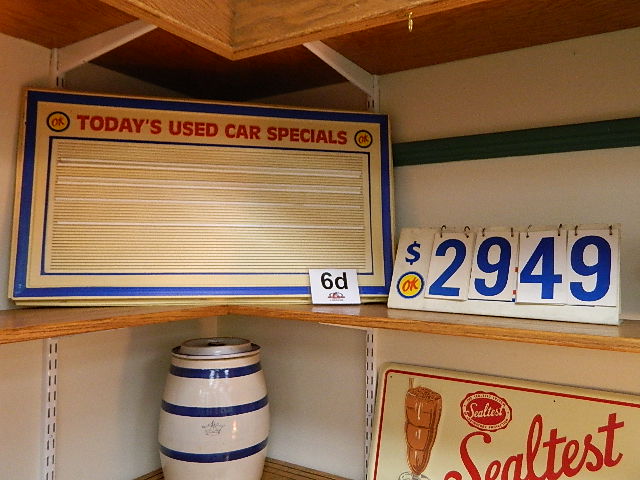 OK TODAY'S USED CAR SPECIALS OK
6d
$ 2949
OK
Sealtest
Sealtest